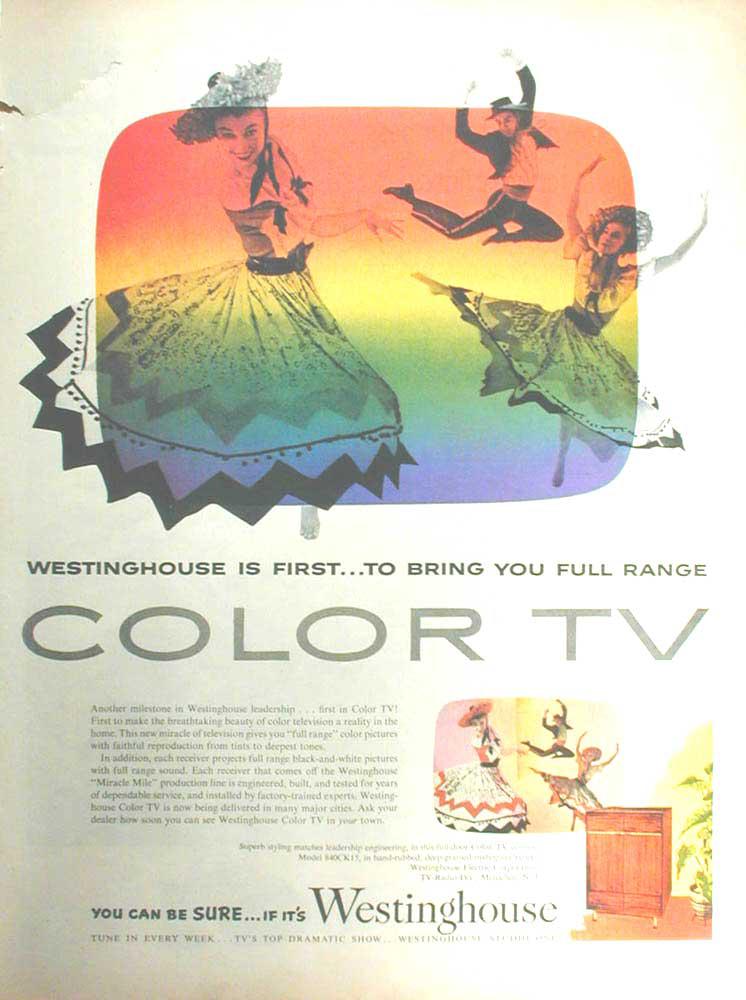 WESTINGHOUSE IS FIRST...TO BRING YOU FULL RANGE
COLOR TV
Another milestone in Westinghouse leadership . . . first in Color TV!
First to make the breathtaking beauty of color television a reality in the
home. This new miracle of television gives you "full range" color pictures
with faithful reproduction from tints to deepest tones.
In addition, each receiver projects full range black-and-white pictures
with full range sound. Each receiver that comes off the Westinghouse
"Miracle Mile" production line is engineered, built, and tested for years
of dependable service, and installed by factory-trained experts. Westing-
house Color TV is now being delivered in many major cities. Ask your
dealer how soon you can see Westinghouse Color TV in your town.
Superb styling matches leadership engineering, in this full-door Color TV
Model 840CK15, in hand-rubbed, deep-grained mahogany
Westinghouse Electric Corporation
TV-Radio Div., Metuchen, N. J.
YOU CAN BE SURE...IF IT'S Westinghouse
TUNE IN EVERY WEEK . . . TV'S TOP DRAMATIC SHOW . . . WESTINGHOUSE STUDIO ONE